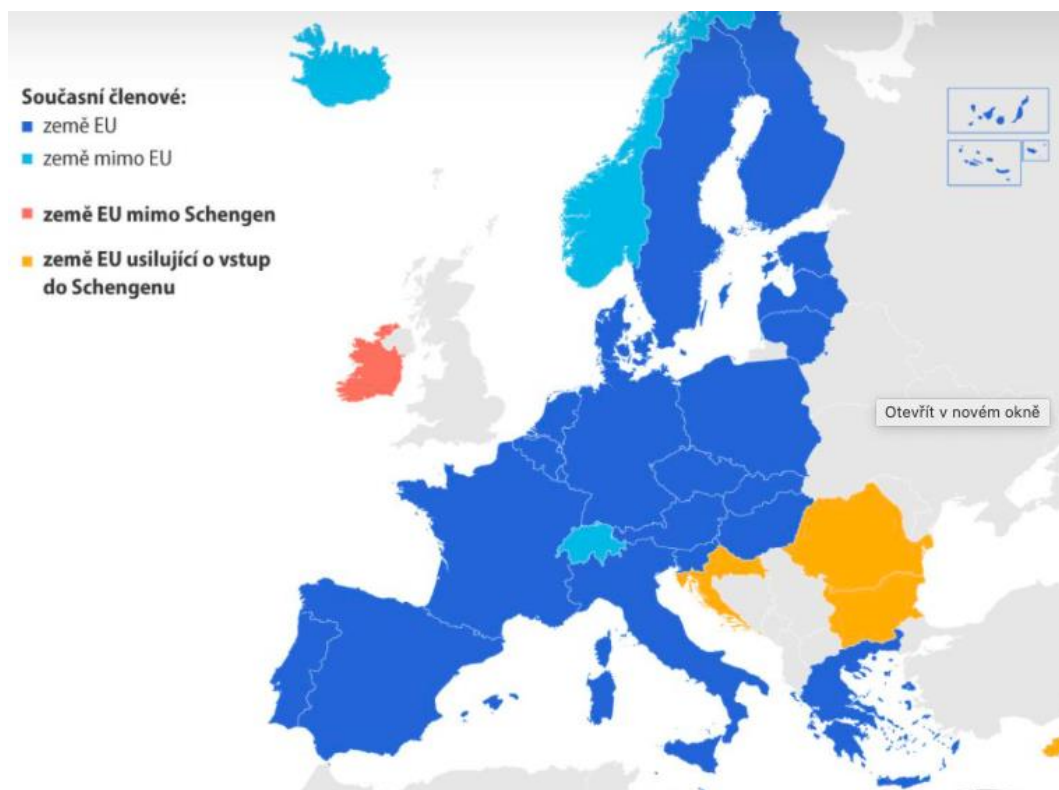 Současní členové:
země EU
země mimo EU
země EU mimo Schengen
země EU usilující o vstup
do Schengenu
Otevřít v novém okně